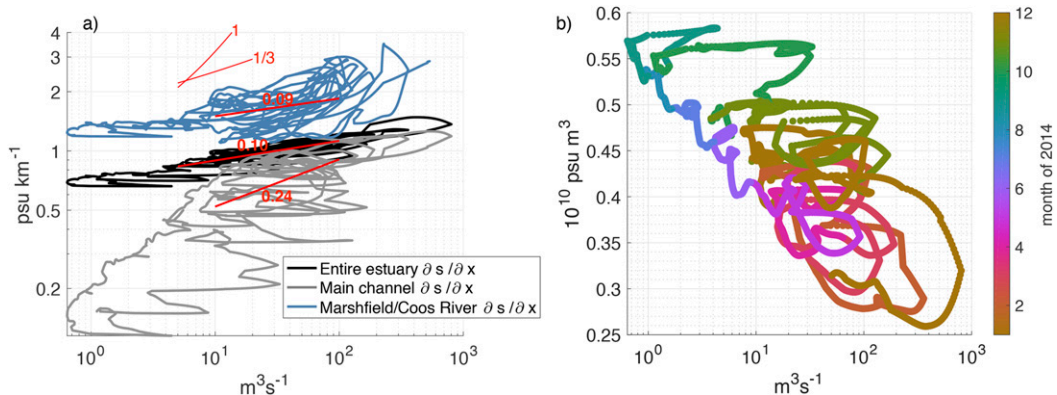 a)
4
3
2
1
0.5
0.2
psu km⁻¹
1
1/3
0.09
0.10
0.24
Entire estuary ∂ s / ∂ x
Main channel ∂ s / ∂ x
Marshfield/Coos River ∂ s / ∂ x
10⁰ 10¹ 10² 10³
m³s⁻¹
b)
0.6
0.55
0.5
0.45
0.4
0.35
0.3
0.25
10¹⁰ psu m³
10⁰ 10¹ 10² 10³
m³s⁻¹
12
10
8
6
4
2
month of 2014